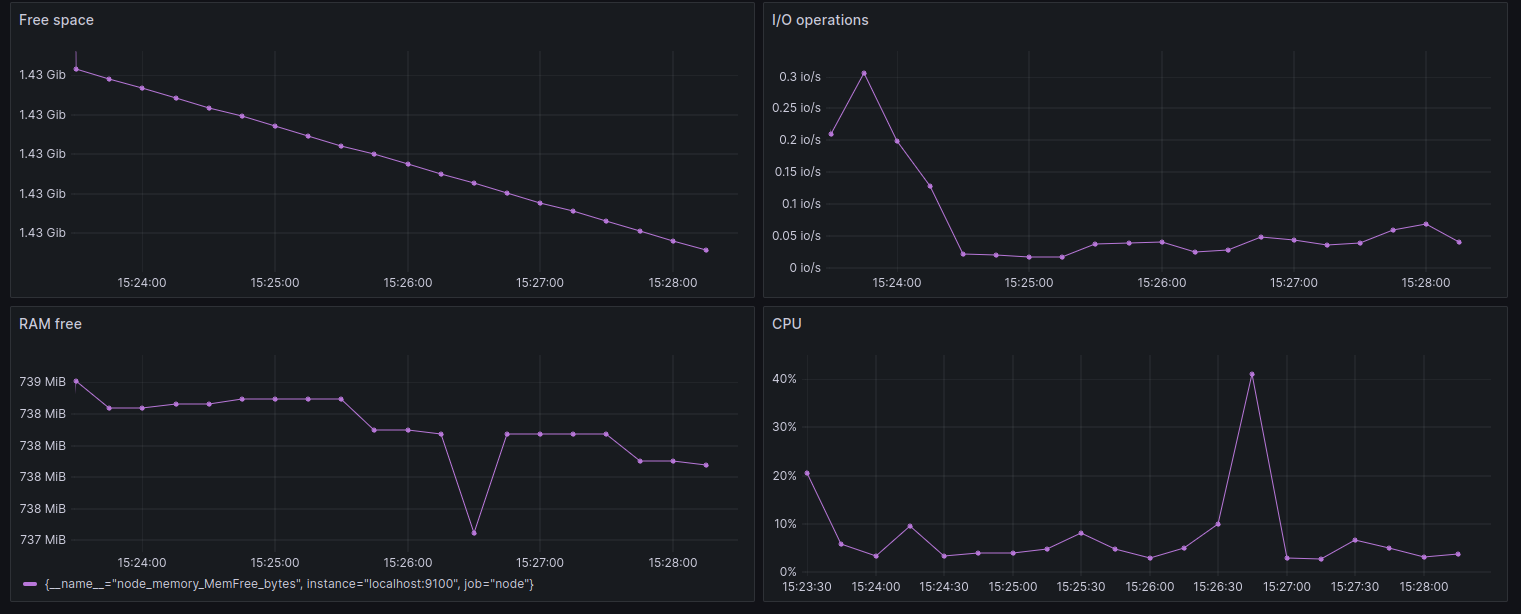 Free space
1.43 Gib
1.43 Gib
1.43 Gib
1.43 Gib
1.43 Gib
15:24:00 15:25:00 15:26:00 15:27:00 15:28:00
I/O operations
0.3 io/s
0.25 io/s
0.2 io/s
0.15 io/s
0.1 io/s
0.05 io/s
0 io/s
15:24:00 15:25:00 15:26:00 15:27:00 15:28:00
RAM free
739 MiB
738 MiB
738 MiB
738 MiB
738 MiB
737 MiB
15:24:00 15:25:00 15:26:00 15:27:00 15:28:00
{__name__="node_memory_MemFree_bytes", instance="localhost:9100", job="node"}
CPU
40%
30%
20%
10%
0%
15:23:30 15:24:00 15:24:30 15:25:00 15:25:30 15:26:00 15:26:30 15:27:00 15:27:30 15:28:00